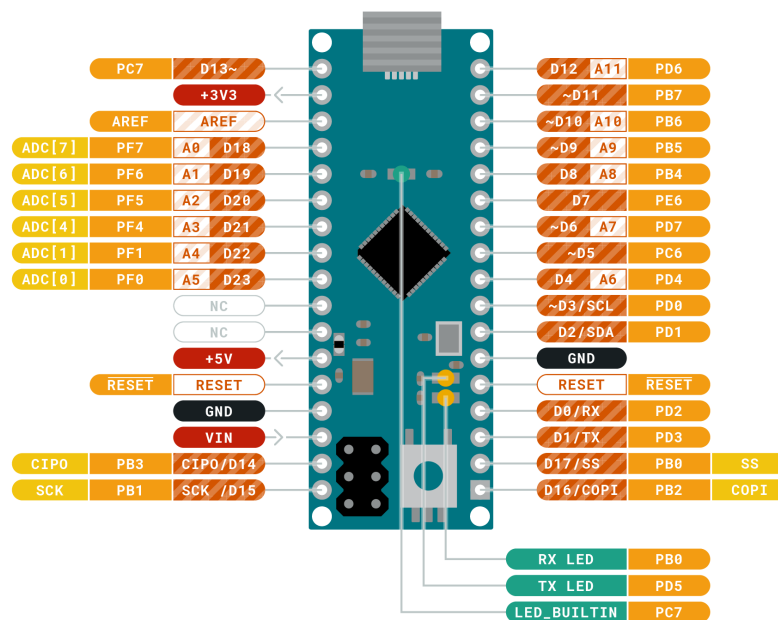 PC7 D13~ D12 A11 PD6
+3V3 ~D11 PB7
AREF AREF ~D10 A10 PB6
ADC[7] PF7 A0 D18 ~D9 A9 PB5
ADC[6] PF6 A1 D19 D8 A8 PB4
ADC[5] PF5 A2 D20 D7 PE6
ADC[4] PF4 A3 D21 ~D6 A7 PD7
ADC[1] PF1 A4 D22 ~D5 PC6
ADC[0] PF0 A5 D23 D4 A6 PD4
NC ~D3/SCL PD0
NC D2/SDA PD1
+5V GND
RESET RESET RESET RESET
GND D0/RX PD2
VIN D1/TX PD3
CIPO PB3 CIPO/D14 D17/SS PB0 SS
SCK PB1 SCK /D15 D16/COPI PB2 COPI
RX LED PB0
TX LED PD5
LED_BUILTIN PC7